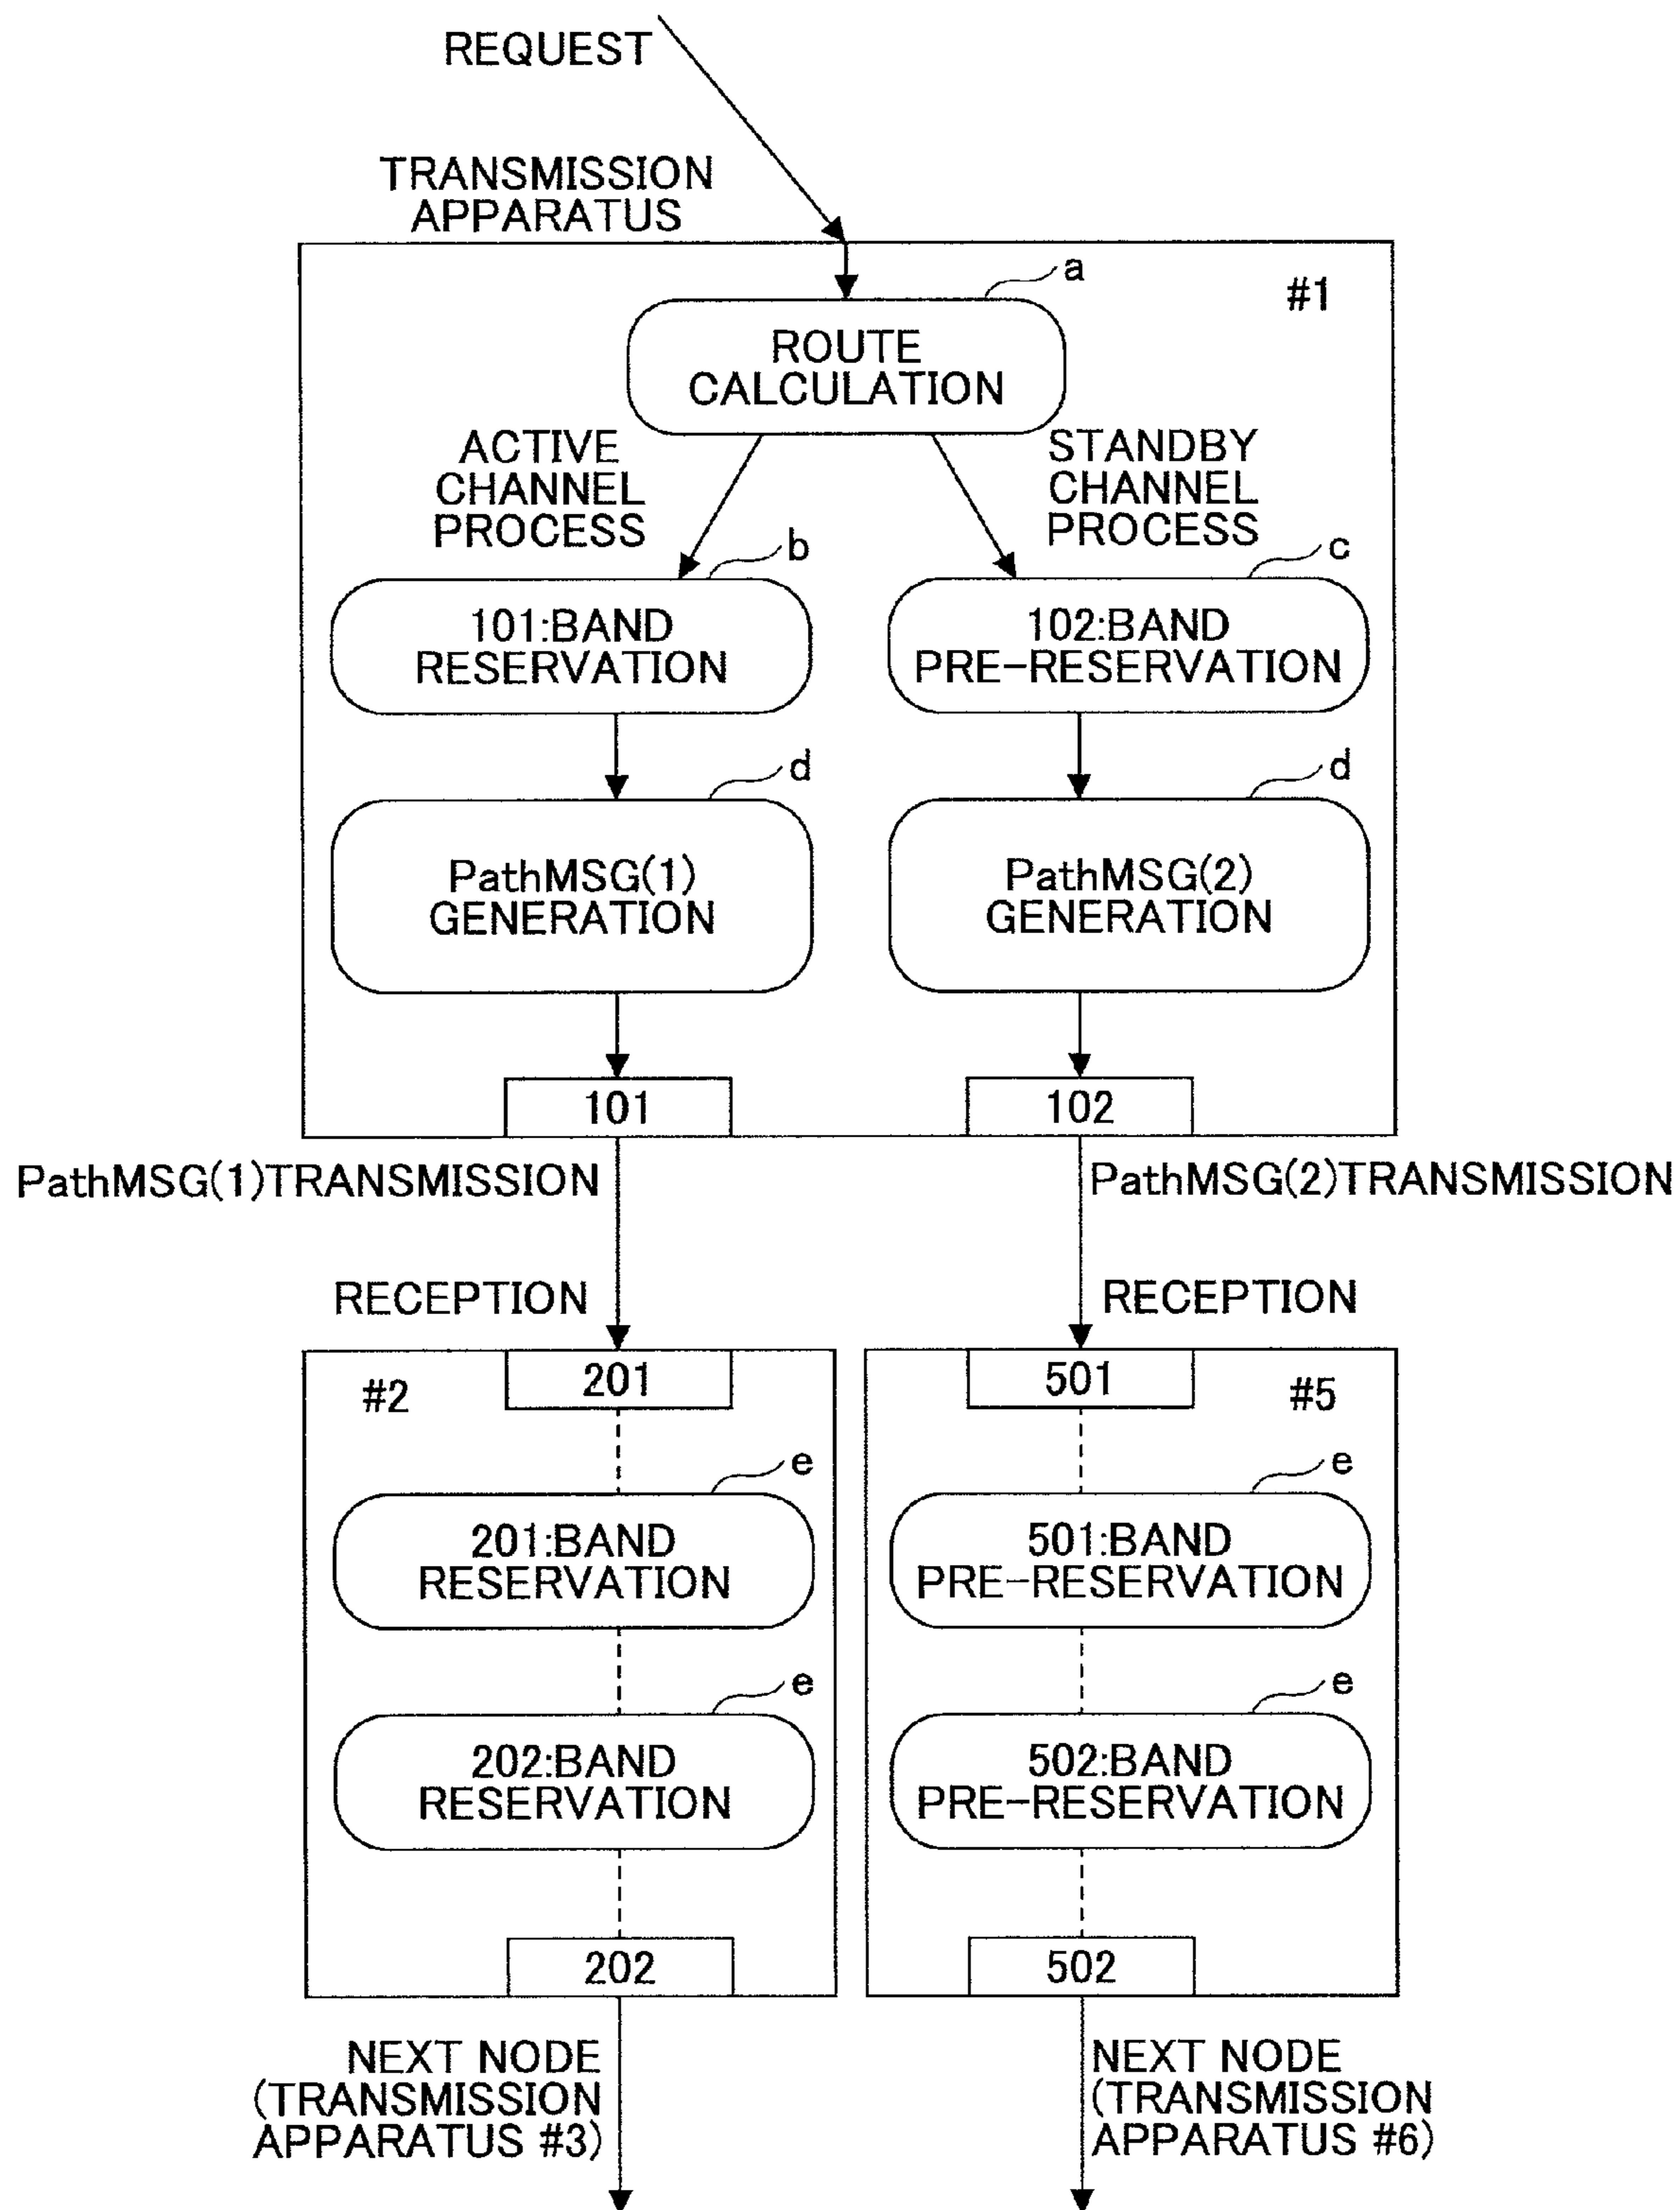 REQUEST
TRANSMISSION
APPARATUS
a
#1
ROUTE
CALCULATION
ACTIVE
CHANNEL
PROCESS
STANDBY
CHANNEL
PROCESS
b
c
101:BAND
RESERVATION
102:BAND
PRE-RESERVATION
d
d
PathMSG(1)
GENERATION
PathMSG(2)
GENERATION
101
102
PathMSG(1)TRANSMISSION
PathMSG(2)TRANSMISSION
RECEPTION
RECEPTION
#2
201
501
#5
e
e
201:BAND
RESERVATION
501:BAND
PRE-RESERVATION
e
e
202:BAND
RESERVATION
502:BAND
PRE-RESERVATION
202
502
NEXT NODE
(TRANSMISSION
APPARATUS #3)
NEXT NODE
(TRANSMISSION
APPARATUS #6)